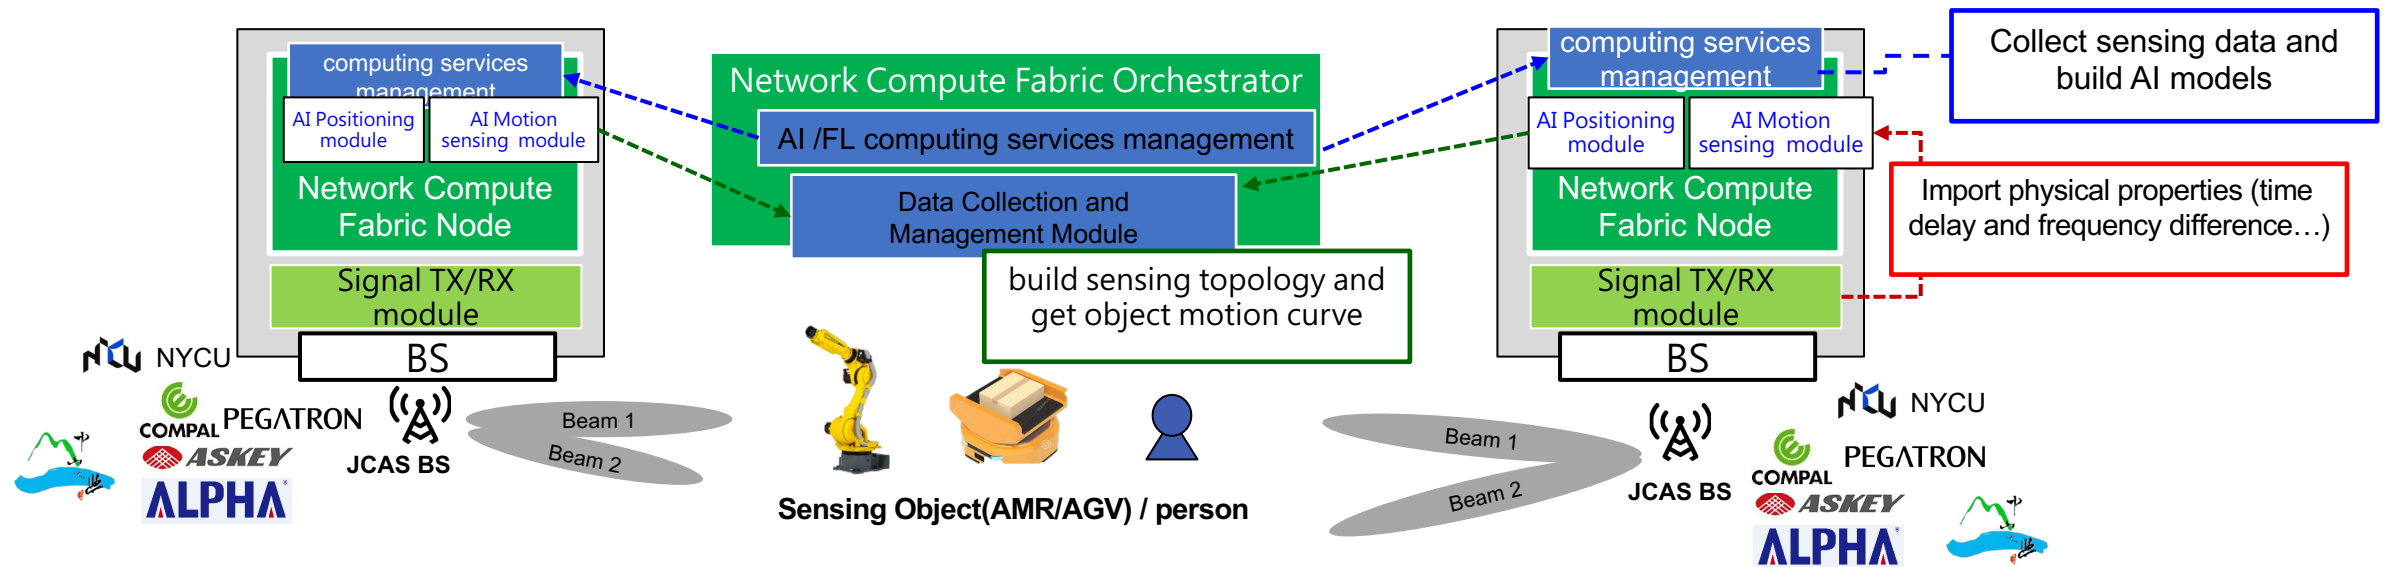 computing services
management
AI Positioning
module
AI Motion
sensing module
Network Compute
Fabric Node
Signal TX/RX
module
BS
NYCU
COMPAL
PEGATRON
ASKEY
ALPHA
JCAS BS
Beam 1
Beam 2
Network Compute Fabric Orchestrator
AI /FL computing services management
Data Collection and
Management Module
build sensing topology and
get object motion curve
Sensing Object(AMR/AGV) / person
computing services
management
AI Positioning
module
AI Motion
sensing module
Network Compute
Fabric Node
Signal TX/RX
module
BS
Collect sensing data and
build AI models
Import physical properties (time
delay and frequency difference…)
Beam 1
Beam 2
JCAS BS
NYCU
COMPAL
PEGATRON
ASKEY
ALPHA